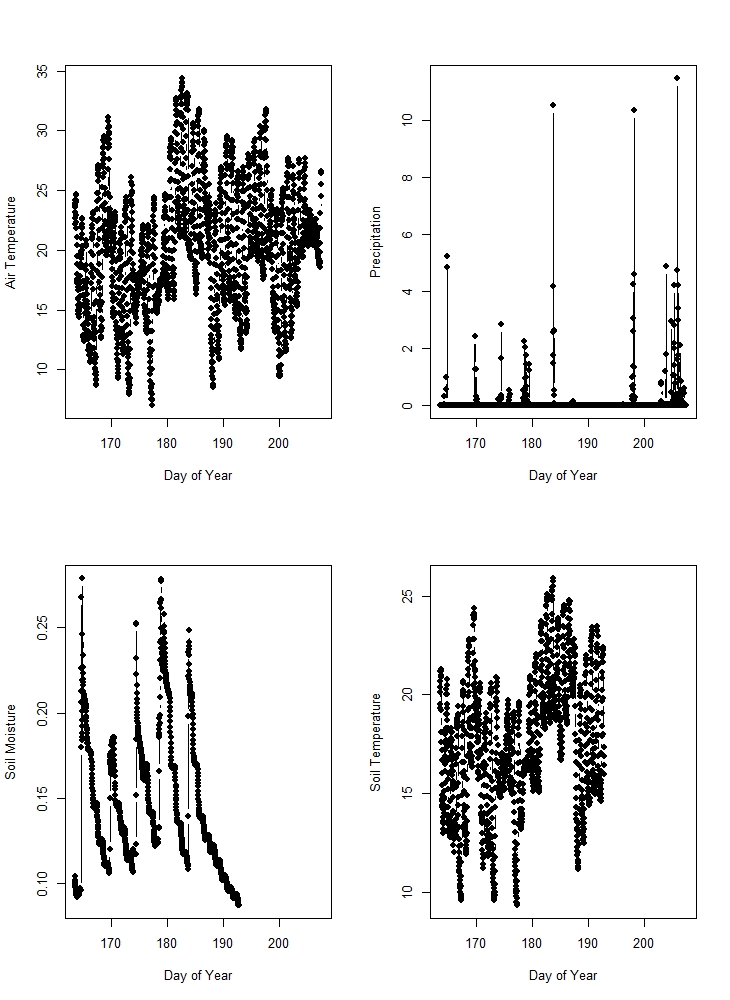 Air Temperature
35
30
25
20
15
10
170 180 190 200
Day of Year
Precipitation
10
8
6
4
2
0
170 180 190 200
Day of Year
Soil Moisture
0.25
0.20
0.15
0.10
170 180 190 200
Day of Year
Soil Temperature
25
20
15
10
170 180 190 200
Day of Year